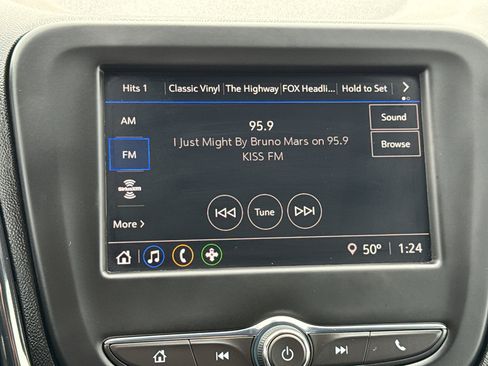 Hits 1 Classic Vinyl The Highway FOX Headli... Hold to Set
AM
95.9
Sound
I Just Might By Bruno Mars on 95.9
KISS FM
FM
Browse
SiriusXM
Tune
More
50° 1:24